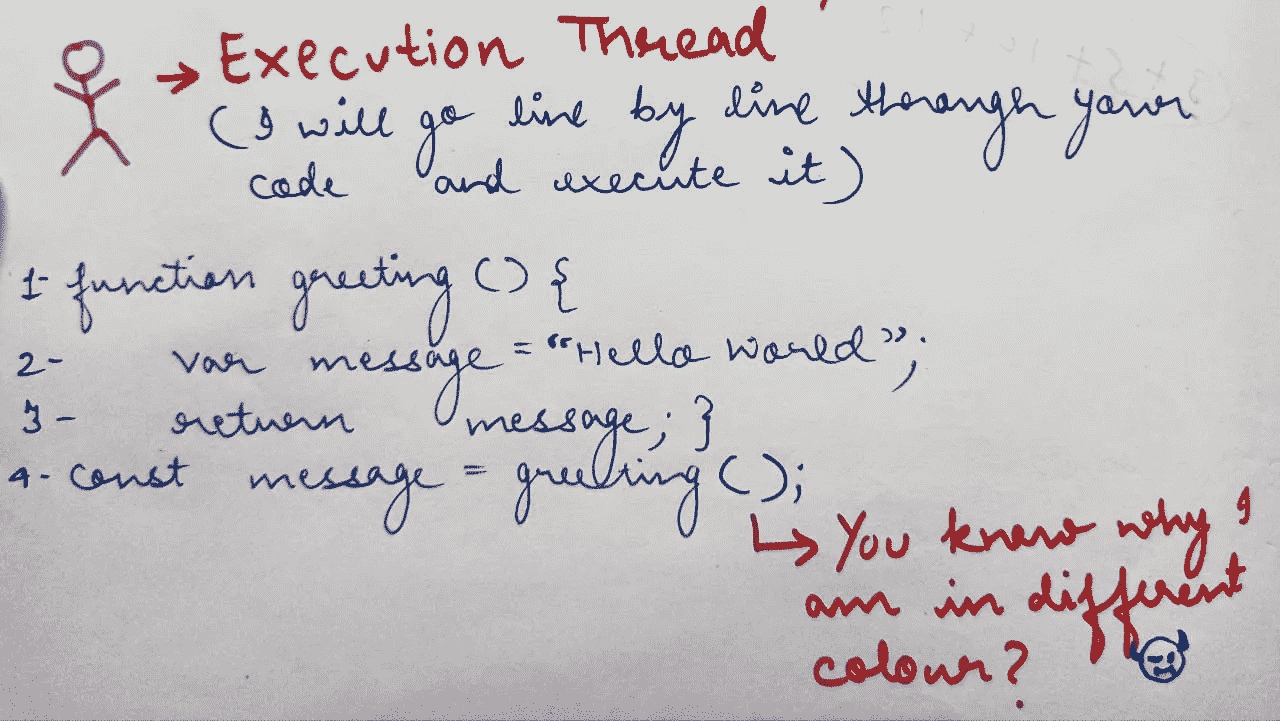 → Execution Thread
(I will go line by line through your
code and execute it)
1- function greeting () {
2- var message = “Hello World”;
3- return message; }
4- const message = greeting ();
↳ You know why I
am in different
colour?